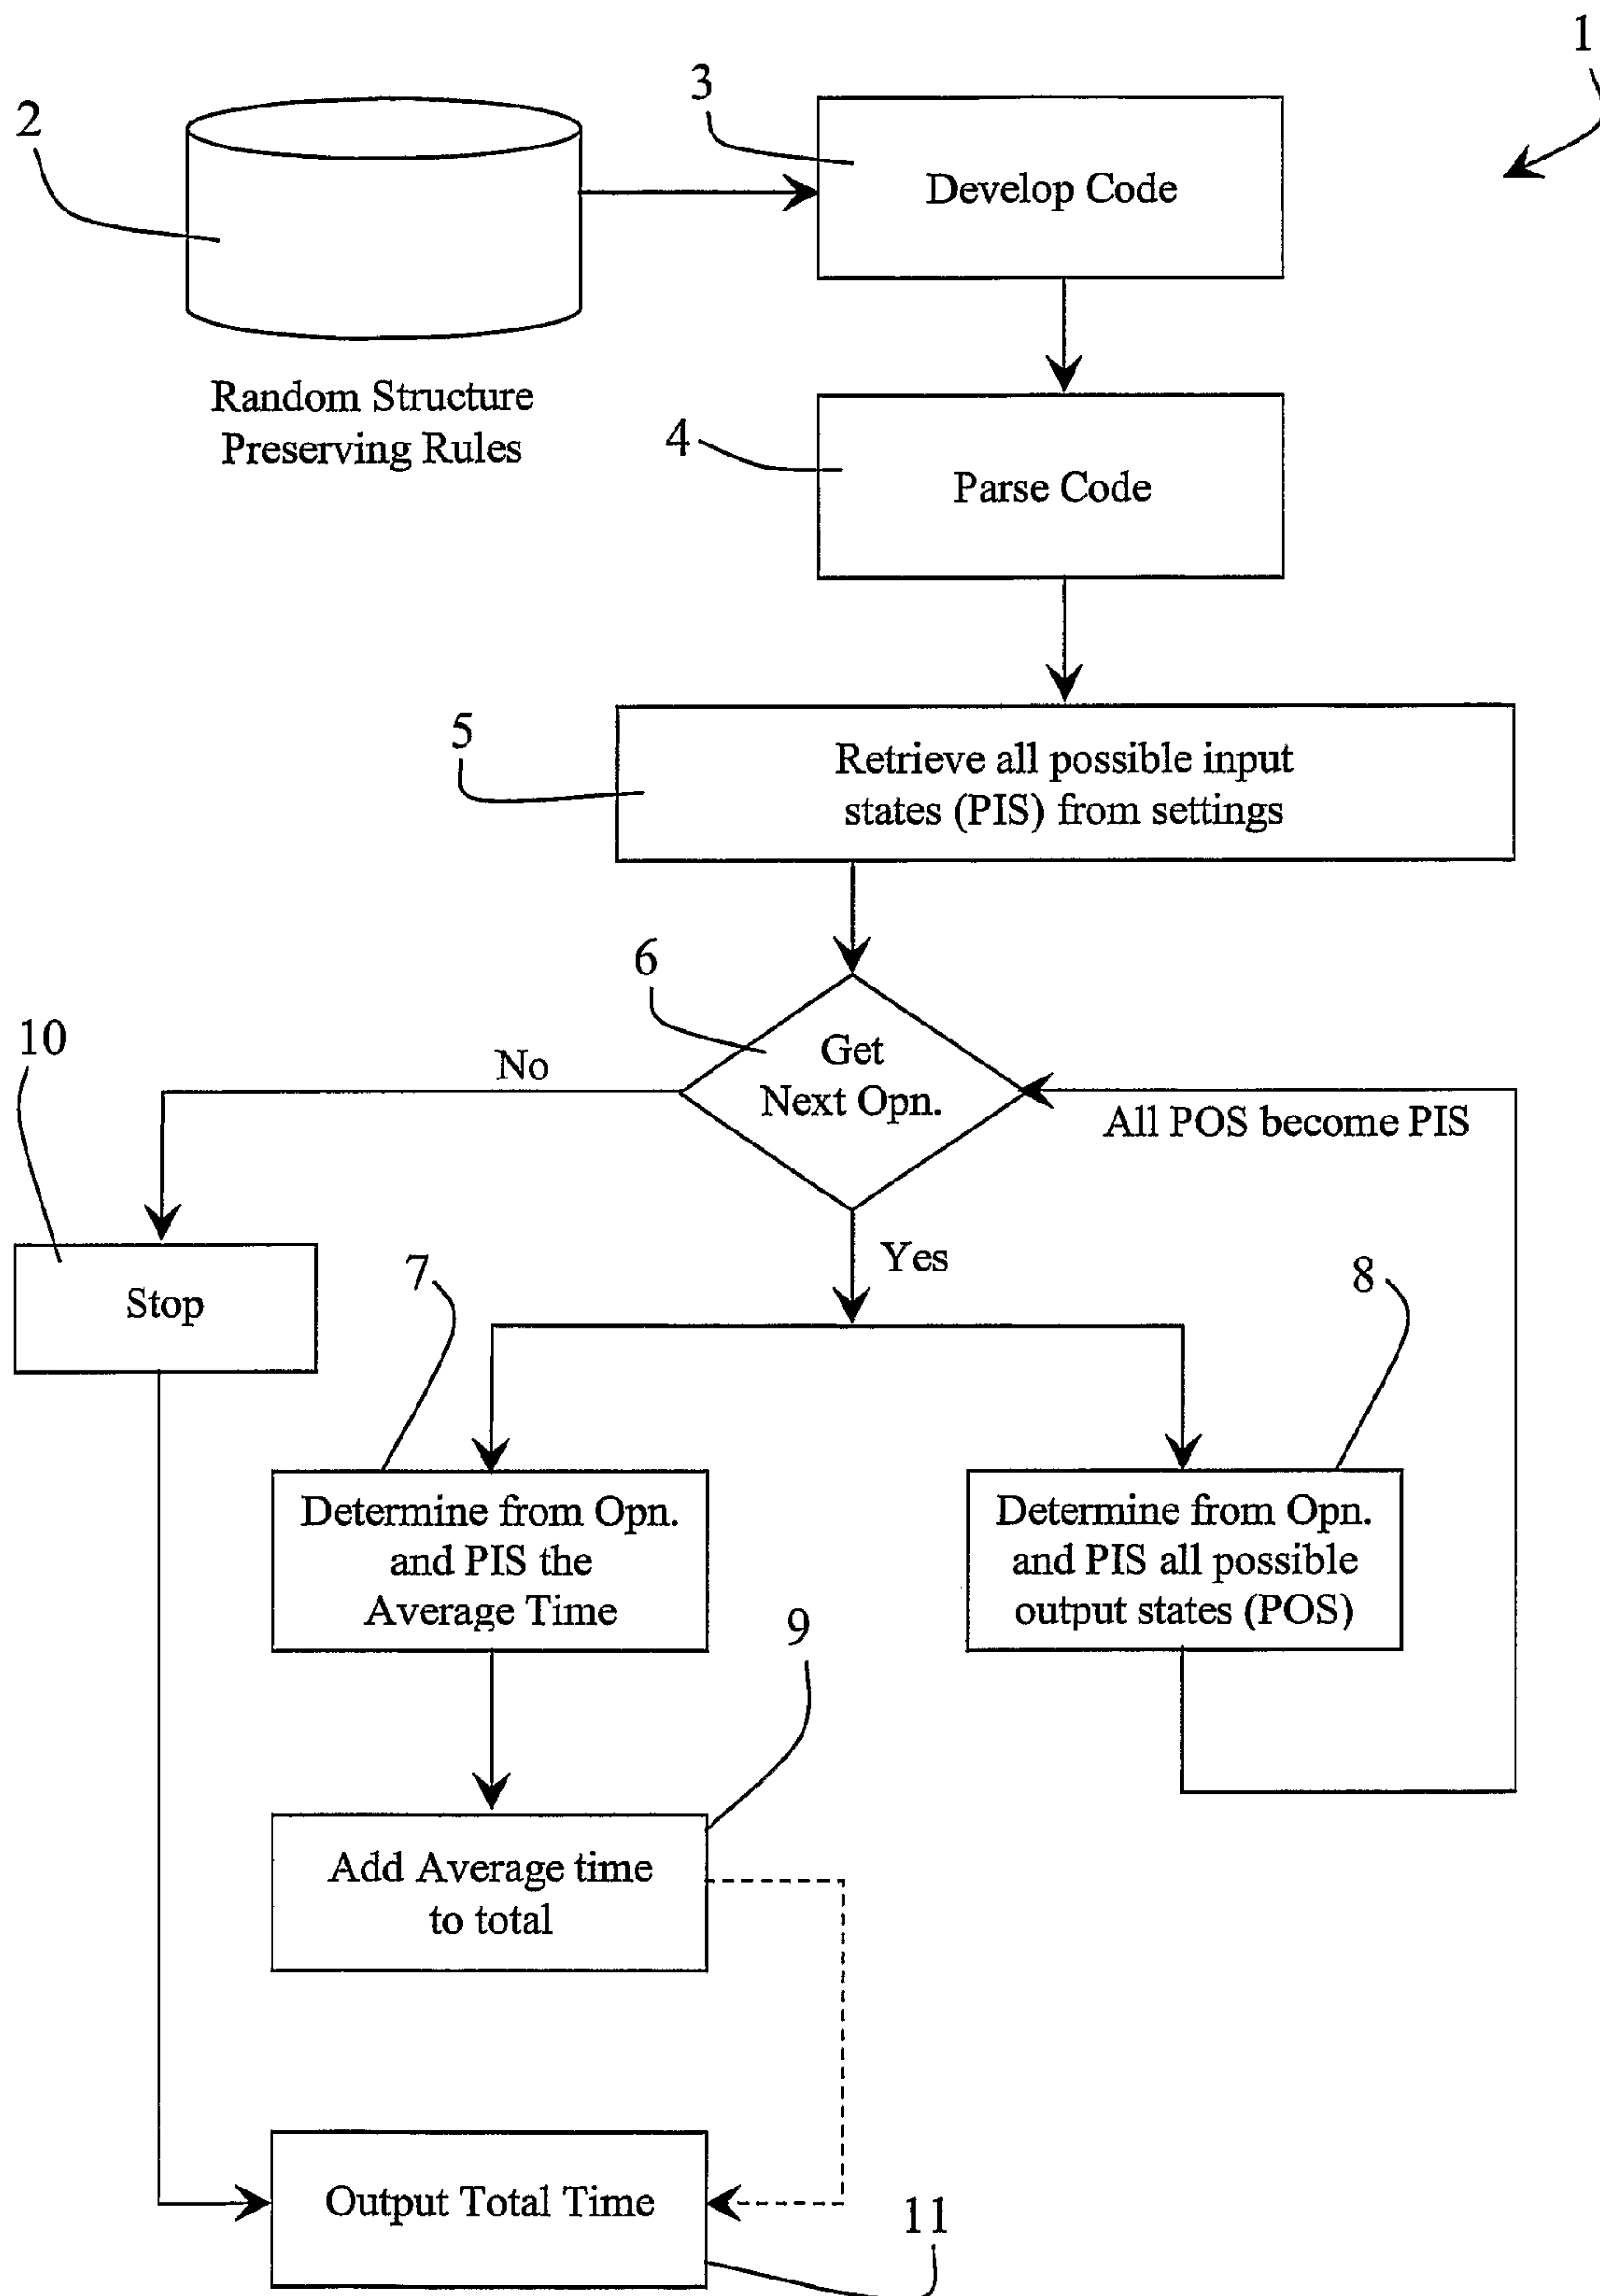 1
2
3
Develop Code
Random Structure
Preserving Rules
4
Parse Code
5
Retrieve all possible input
states (PIS) from settings
6
Get
Next Opn.
10
No
All POS become PIS
Yes
Stop
7
8
Determine from Opn.
and PIS the
Average Time
Determine from Opn.
and PIS all possible
output states (POS)
9
Add Average time
to total
Output Total Time
11